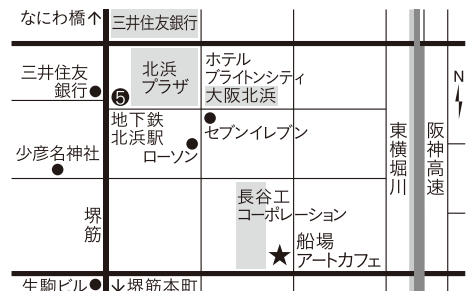 なにわ橋↑
三井住友銀行
三井住友
銀行
北浜
プラザ
ホテル
ブライトンシティ
大阪北浜
N
❺
地下鉄
北浜駅
セブンイレブン
ローソン
少彦名神社
東横堀川
阪神高速
長谷工
コーポレーション
堺筋
★
船場
アートカフェ
生駒ビル
↓堺筋本町